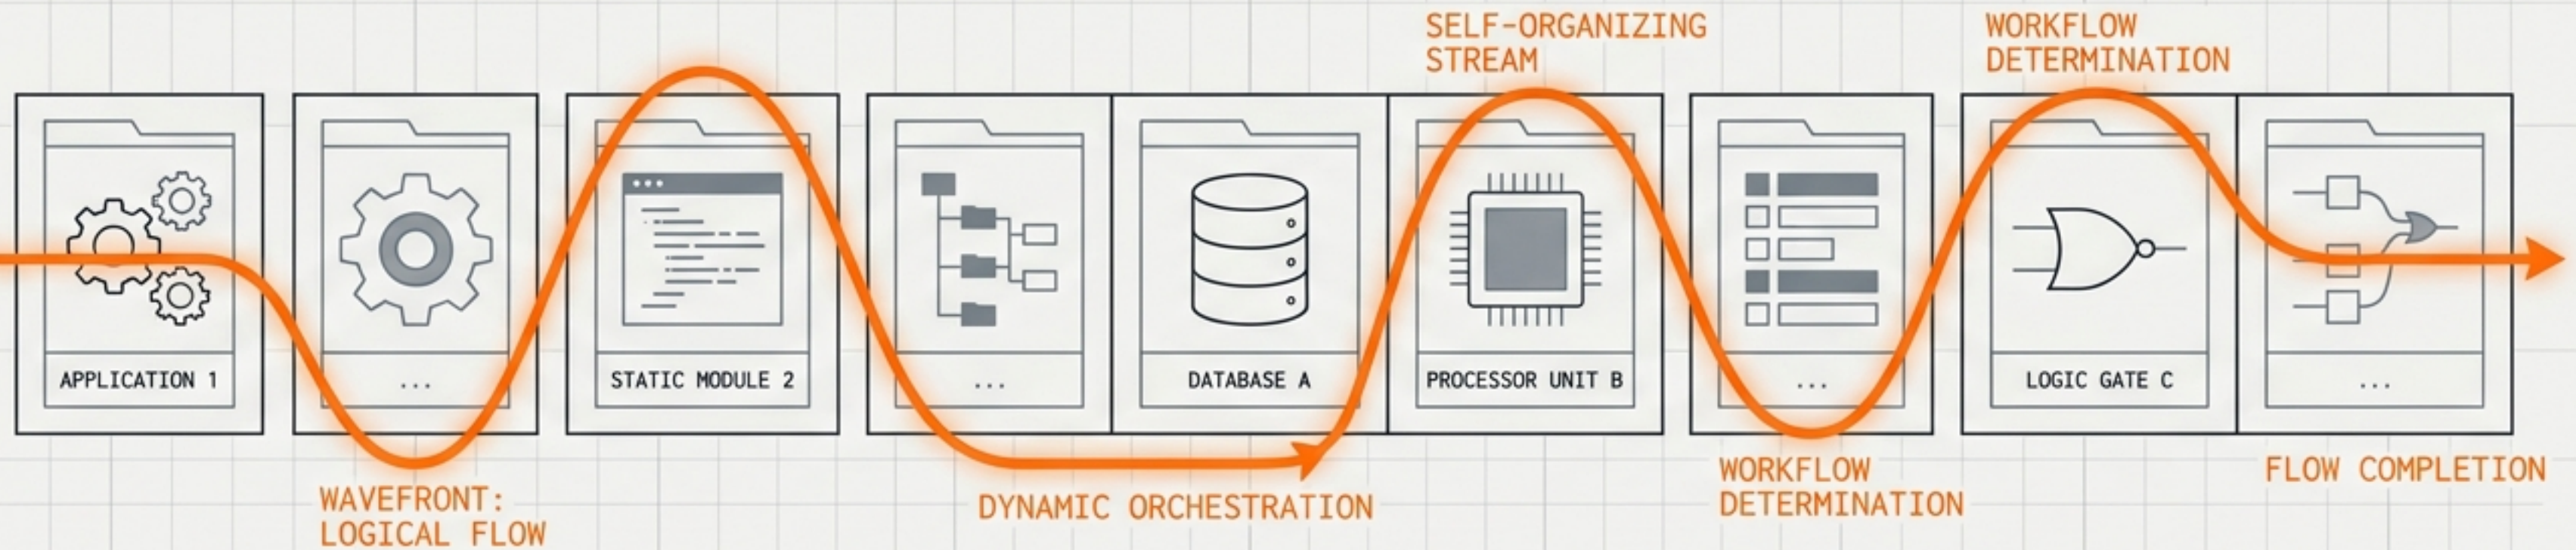 SELF-ORGANIZING
STREAM
WORKFLOW
DETERMINATION
APPLICATION 1
...
STATIC MODULE 2
...
DATABASE A
PROCESSOR UNIT B
...
LOGIC GATE C
...
WAVEFRONT:
LOGICAL FLOW
DYNAMIC ORCHESTRATION
WORKFLOW
DETERMINATION
FLOW COMPLETION